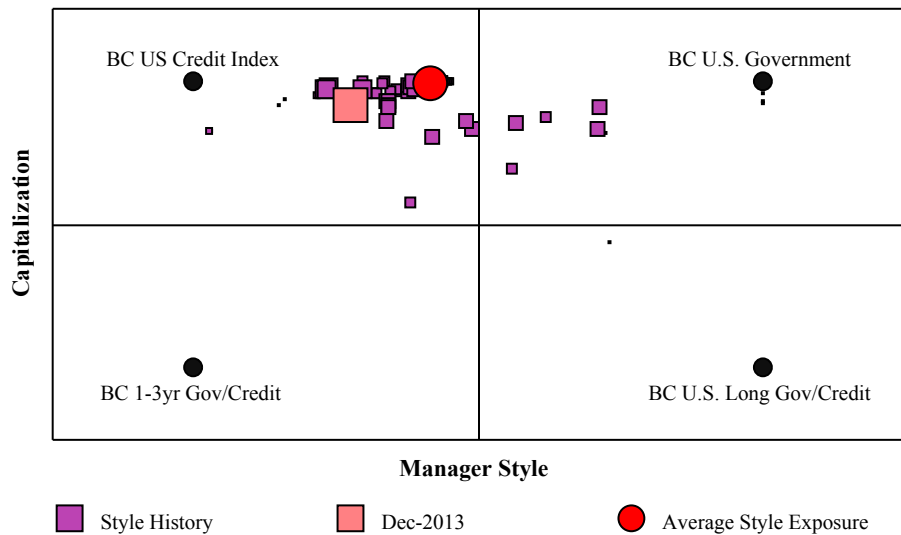 BC US Credit Index
BC U.S. Government
Capitalization
BC 1-3yr Gov/Credit
BC U.S. Long Gov/Credit
Manager Style
Style History
Dec-2013
Average Style Exposure